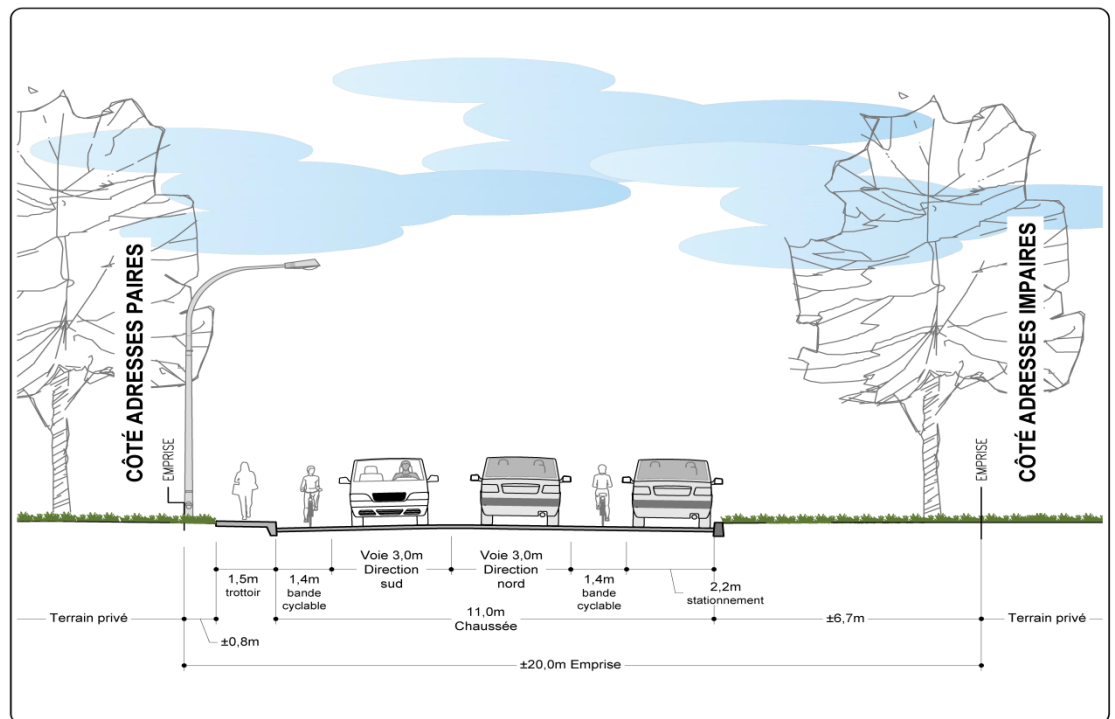 CÔTÉ ADRESSES PAIRES
EMPRISE
CÔTÉ ADRESSES IMPAIRES
EMPRISE
1,5m
trottoir
1,4m
bande
cyclable
Voie 3,0m
Direction
sud
Voie 3,0m
Direction
nord
1,4m
bande
cyclable
2,2m
stationnement
Terrain privé
±0,8m
11,0m
Chaussée
±6,7m
Terrain privé
±20,0m Emprise